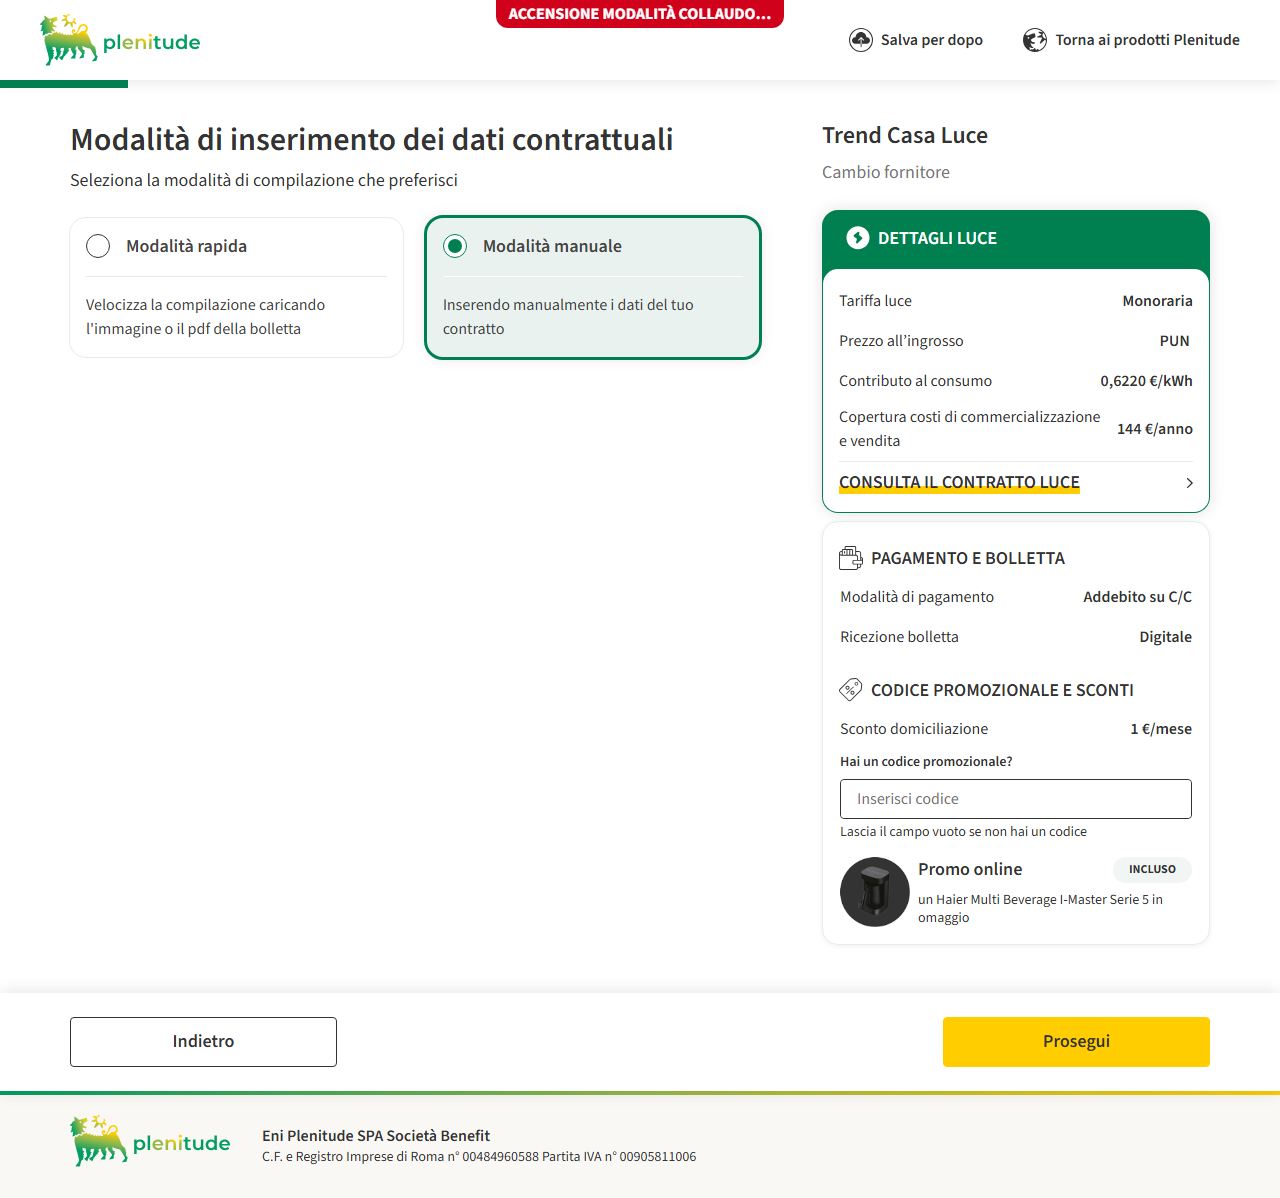 ACCENSIONE MODALITÀ COLLAUDO...
plenitude
Salva per dopo
Torna ai prodotti Plenitude
Modalità di inserimento dei dati contrattuali
Seleziona la modalità di compilazione che preferisci
Modalità rapida
Velocizza la compilazione caricando
l'immagine o il pdf della bolletta
Modalità manuale
Inserendo manualmente i dati del tuo
contratto
Trend Casa Luce
Cambio fornitore
DETTAGLI LUCE
Tariffa luce Monoraria
Prezzo all’ingrosso PUN
Contributo al consumo 0,6220 €/kWh
Copertura costi di commercializzazione
e vendita 144 €/anno
CONSULTA IL CONTRATTO LUCE
PAGAMENTO E BOLLETTA
Modalità di pagamento Addebito su C/C
Ricezione bolletta Digitale
CODICE PROMOZIONALE E SCONTI
Sconto domiciliazione 1 €/mese
Hai un codice promozionale?
Inserisci codice
Lascia il campo vuoto se non hai un codice
Promo online INCLUSO
un Haier Multi Beverage I-Master Serie 5 in
omaggio
Indietro
Prosegui
plenitude
Eni Plenitude SPA Società Benefit
C.F. e Registro Imprese di Roma n° 00484960588 Partita IVA n° 00905811006